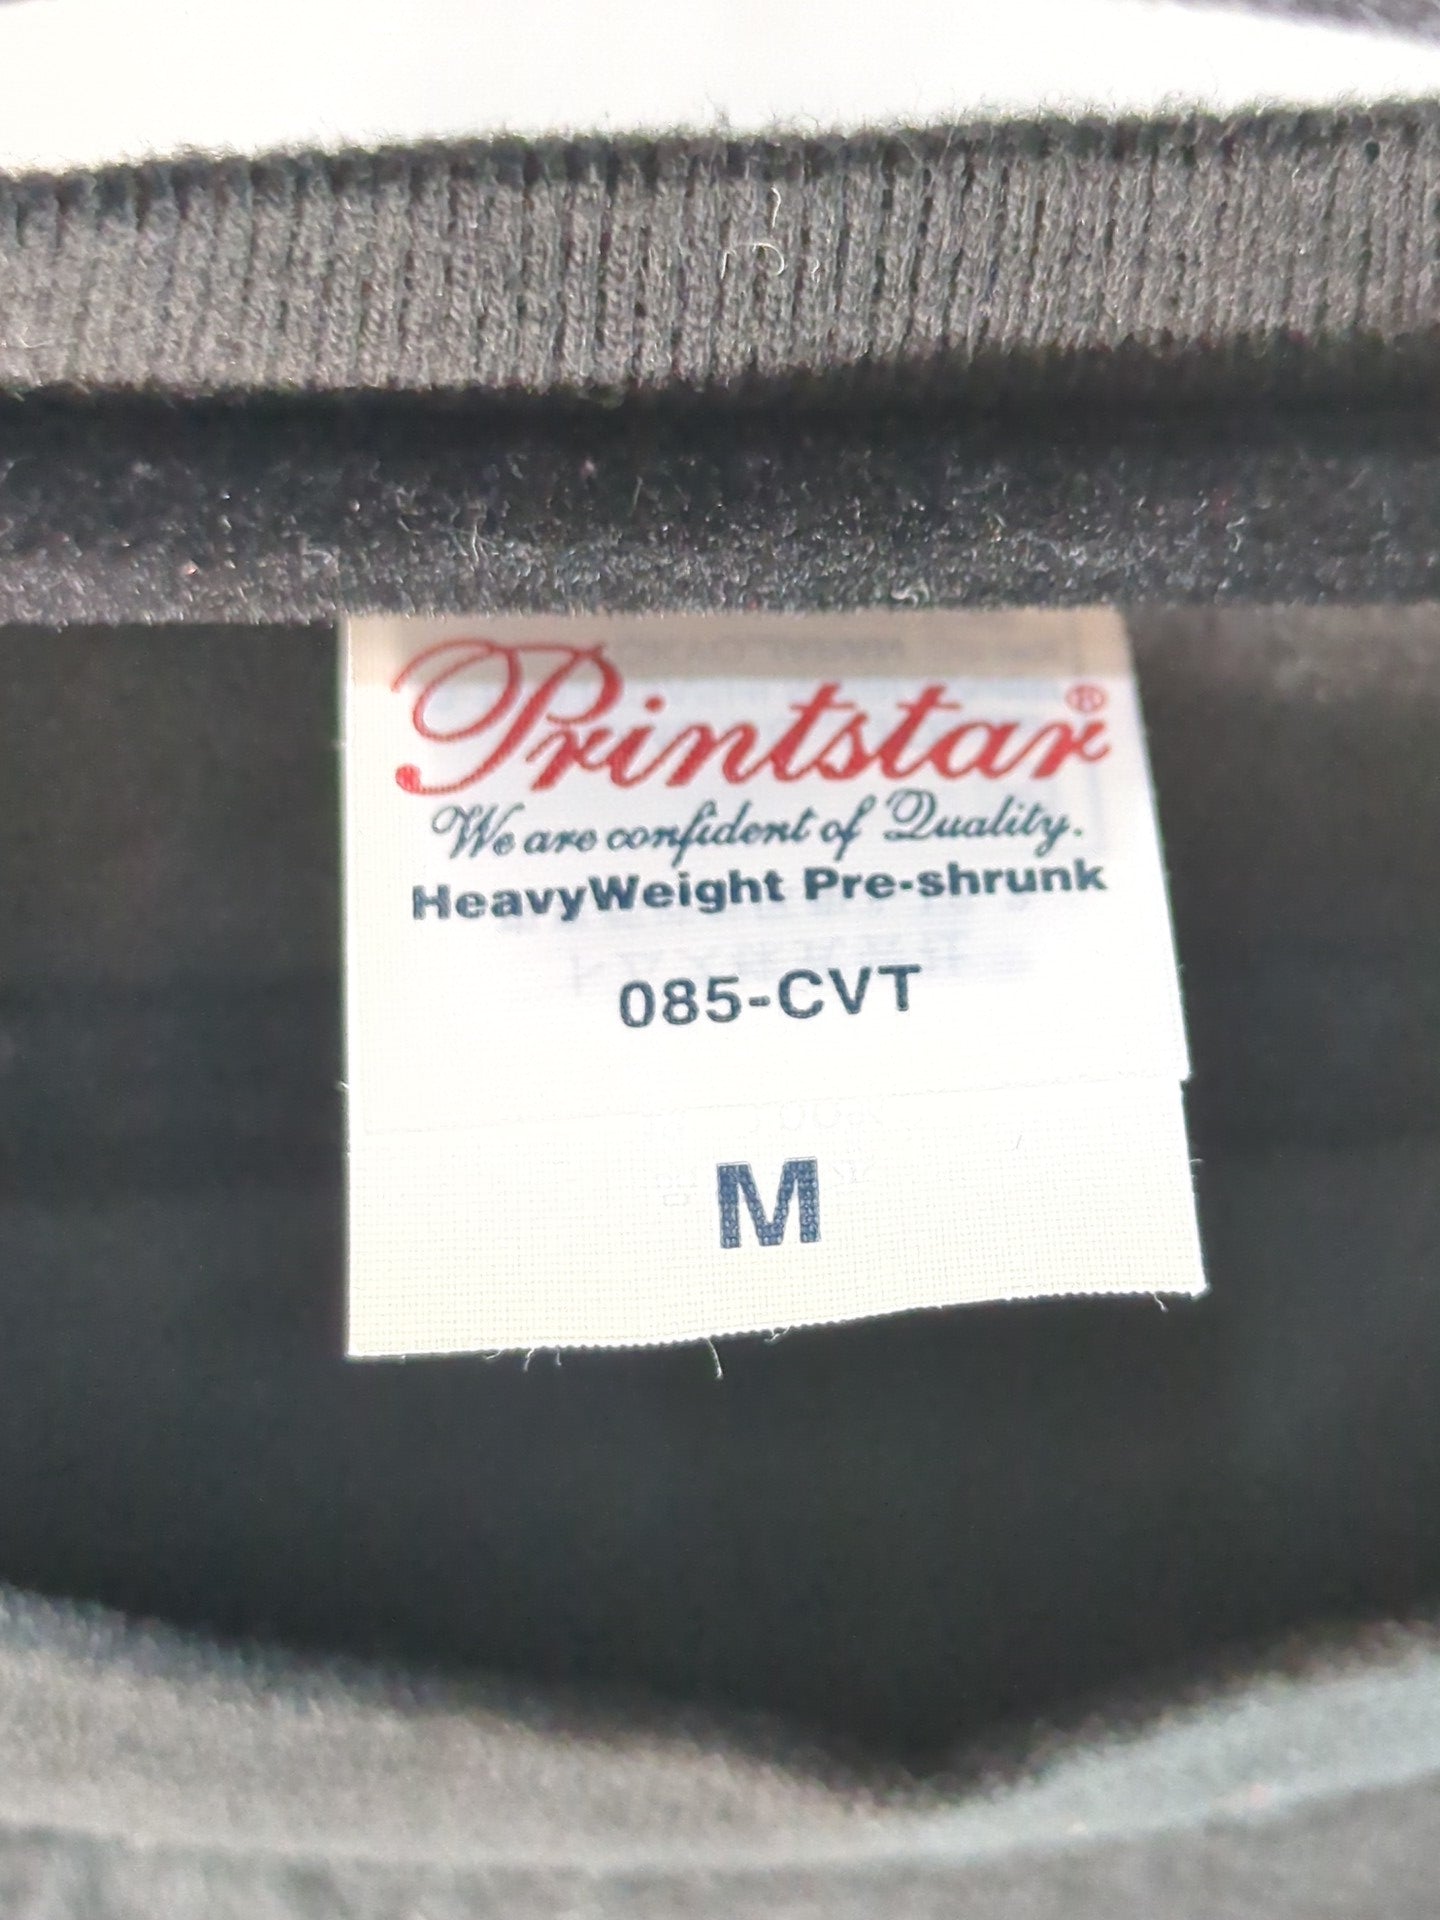 Printstar®
We are confident of Quality.
HeavyWeight Pre-shrunk
085-CVT
M